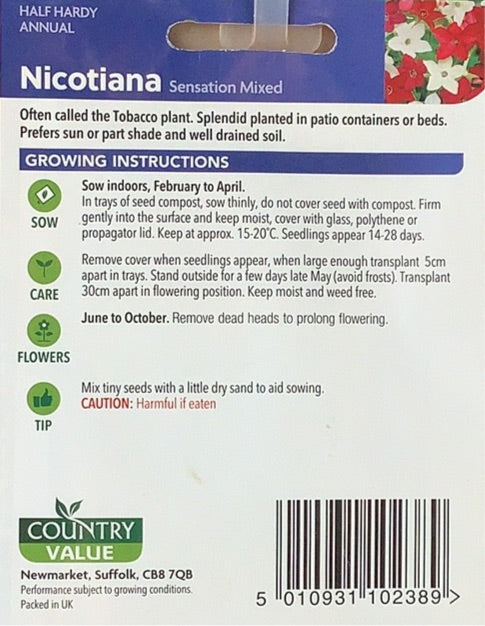 HALF HARDY
ANNUAL
Nicotiana Sensation Mixed
Often called the Tobacco plant. Splendid planted in patio containers or beds.
Prefers sun or part shade and well drained soil.
GROWING INSTRUCTIONS
SOW
Sow indoors, February to April.
In trays of seed compost, sow thinly, do not cover seed with compost. Firm
gently into the surface and keep moist, cover with glass, polythene or
propagator lid. Keep at approx. 15-20°C. Seedlings appear 14-28 days.
CARE
Remove cover when seedlings appear, when large enough transplant 5cm
apart in trays. Stand outside for a few days late May (avoid frosts). Transplant
30cm apart in flowering position. Keep moist and weed free.
FLOWERS
June to October. Remove dead heads to prolong flowering.
TIP
Mix tiny seeds with a little dry sand to aid sowing.
CAUTION: Harmful if eaten
COUNTRY
VALUE
Newmarket, Suffolk, CB8 7QB
Performance subject to growing conditions.
Packed in UK
5 010931 102389 >